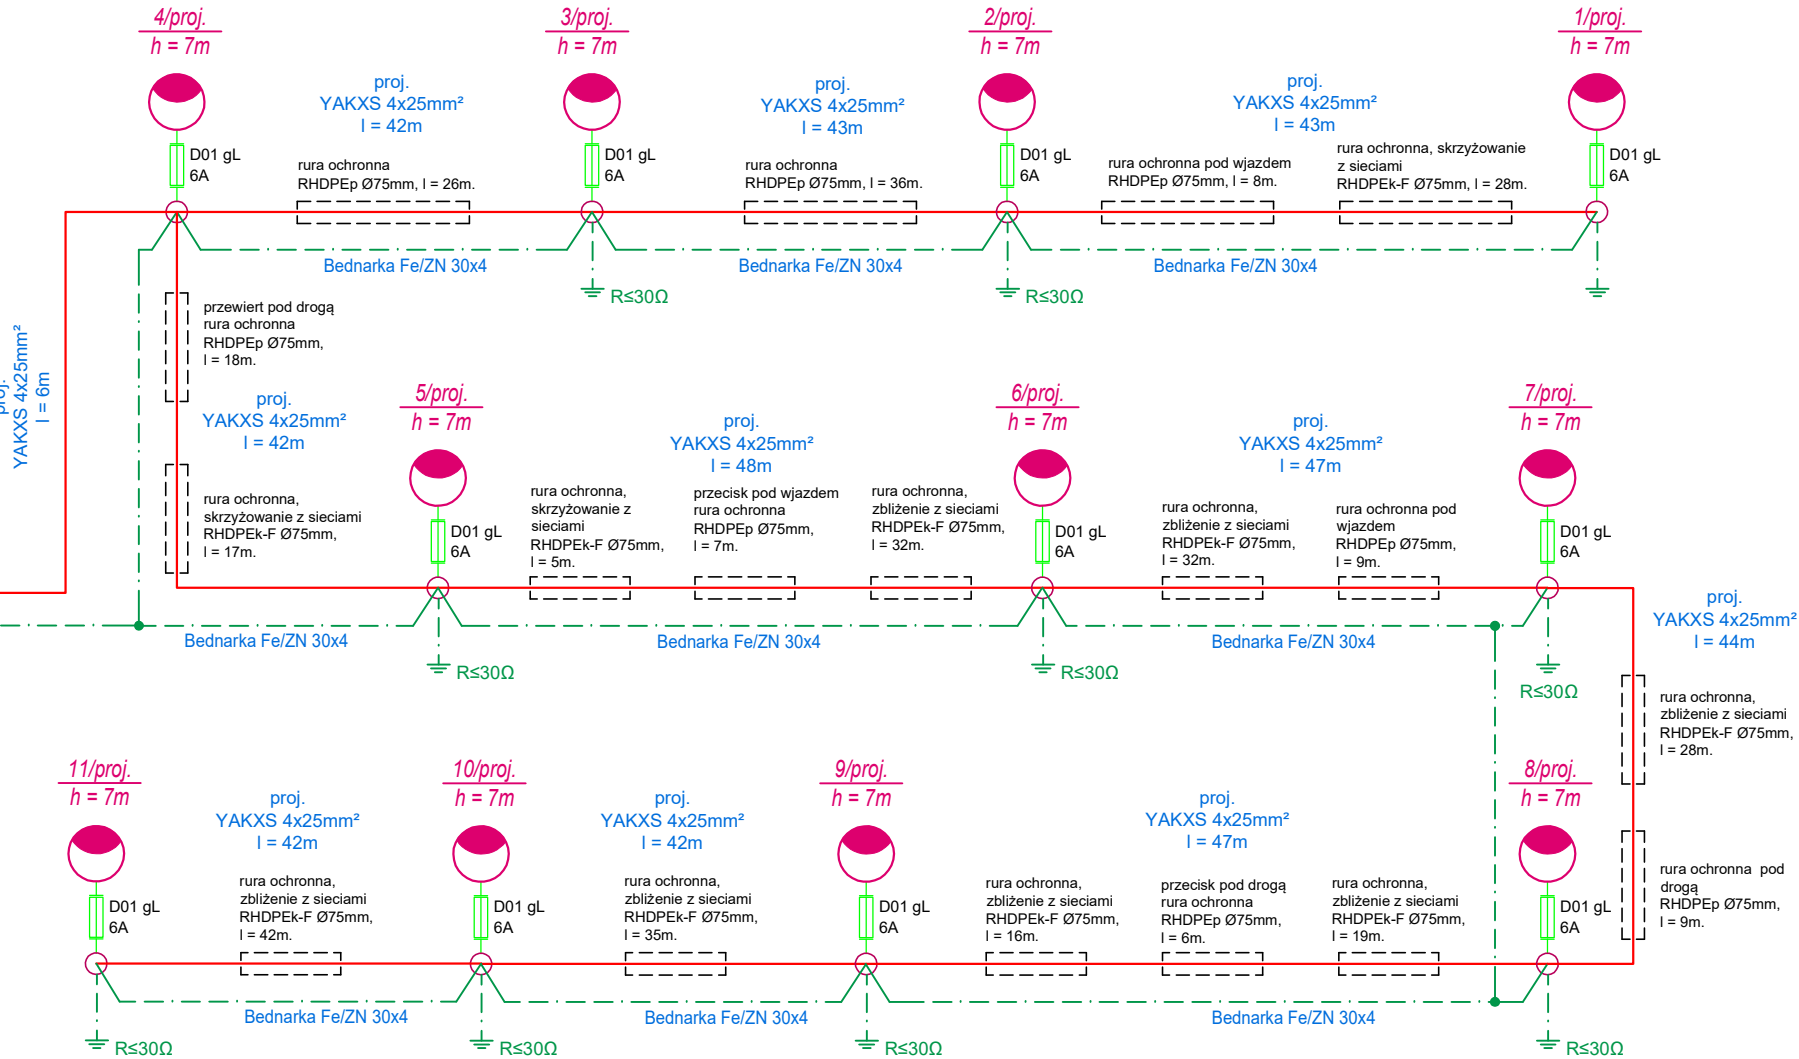 4/proj.
h = 7m
3/proj.
h = 7m
2/proj.
h = 7m
1/proj.
h = 7m
proj.
YAKXS 4x25mm²
l = 42m
proj.
YAKXS 4x25mm²
l = 43m
proj.
YAKXS 4x25mm²
l = 43m
D01 gL
6A
rura ochronna
RHDPEp Ø75mm, l = 26m.
D01 gL
6A
rura ochronna
RHDPEp Ø75mm, l = 36m.
D01 gL
6A
rura ochronna pod wjazdem
RHDPEp Ø75mm, l = 8m.
rura ochronna, skrzyżowanie
z sieciami
RHDPEk-F Ø75mm, l = 28m.
D01 gL
6A
Bednarka Fe/ZN 30x4
Bednarka Fe/ZN 30x4
Bednarka Fe/ZN 30x4
R≤30Ω
R≤30Ω
proj.
YAKXS 4x25mm²
l = 6m
przewiert pod drogą
rura ochronna
RHDPEp Ø75mm,
l = 18m.
proj.
YAKXS 4x25mm²
l = 42m
rura ochronna,
skrzyżowanie z sieciami
RHDPEk-F Ø75mm,
l = 17m.
5/proj.
h = 7m
6/proj.
h = 7m
7/proj.
h = 7m
proj.
YAKXS 4x25mm²
l = 48m
proj.
YAKXS 4x25mm²
l = 47m
D01 gL
6A
rura ochronna,
skrzyżowanie z
sieciami
RHDPEk-F Ø75mm,
l = 5m.
przecisk pod wjazdem
rura ochronna
RHDPEp Ø75mm,
l = 7m.
rura ochronna,
zbliżenie z sieciami
RHDPEk-F Ø75mm,
l = 32m.
D01 gL
6A
rura ochronna,
zbliżenie z sieciami
RHDPEk-F Ø75mm,
l = 32m.
rura ochronna pod
wjazdem
RHDPEp Ø75mm,
l = 9m.
D01 gL
6A
Bednarka Fe/ZN 30x4
Bednarka Fe/ZN 30x4
Bednarka Fe/ZN 30x4
R≤30Ω
R≤30Ω
R≤30Ω
proj.
YAKXS 4x25mm²
l = 44m
rura ochronna,
zbliżenie z sieciami
RHDPEk-F Ø75mm,
l = 28m.
rura ochronna pod
drogą
RHDPEp Ø75mm,
l = 9m.
11/proj.
h = 7m
10/proj.
h = 7m
9/proj.
h = 7m
8/proj.
h = 7m
proj.
YAKXS 4x25mm²
l = 42m
proj.
YAKXS 4x25mm²
l = 42m
proj.
YAKXS 4x25mm²
l = 47m
D01 gL
6A
rura ochronna,
zbliżenie z sieciami
RHDPEk-F Ø75mm,
l = 42m.
D01 gL
6A
rura ochronna,
zbliżenie z sieciami
RHDPEk-F Ø75mm,
l = 35m.
D01 gL
6A
rura ochronna,
zbliżenie z sieciami
RHDPEk-F Ø75mm,
l = 16m.
przecisk pod drogą
rura ochronna
RHDPEp Ø75mm,
l = 6m.
rura ochronna,
zbliżenie z sieciami
RHDPEk-F Ø75mm,
l = 19m.
D01 gL
6A
Bednarka Fe/ZN 30x4
Bednarka Fe/ZN 30x4
Bednarka Fe/ZN 30x4
R≤30Ω
R≤30Ω
R≤30Ω
R≤30Ω